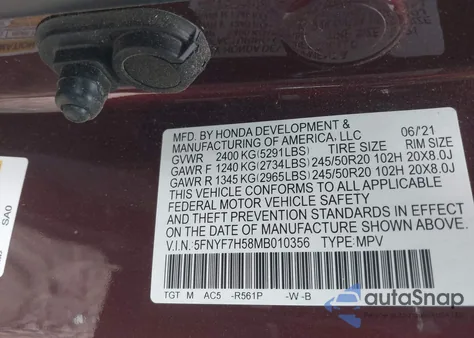 MFD. BY HONDA DEVELOPMENT &
MANUFACTURING OF AMERICA, LLC 06/'21
GVWR 2400 KG(5291LBS) TIRE SIZE RIM SIZE
GAWR F 1240 KG(2734LBS) 245/50R20 102H 20X8.0J
GAWR R 1345 KG(2965LBS) 245/50R20 102H 20X8.0J
THIS VEHICLE CONFORMS TO ALL APPLICABLE
FEDERAL MOTOR VEHICLE SAFETY
AND THEFT PREVENTION STANDARDS IN EFFECT
ON THE DATE OF MANUFACTURE SHOWN ABOVE.
V.I.N.:5FNYF7H58MB010356 TYPE:MPV
TGT M AC5 -R561P -W-B
SA0
autoSnap